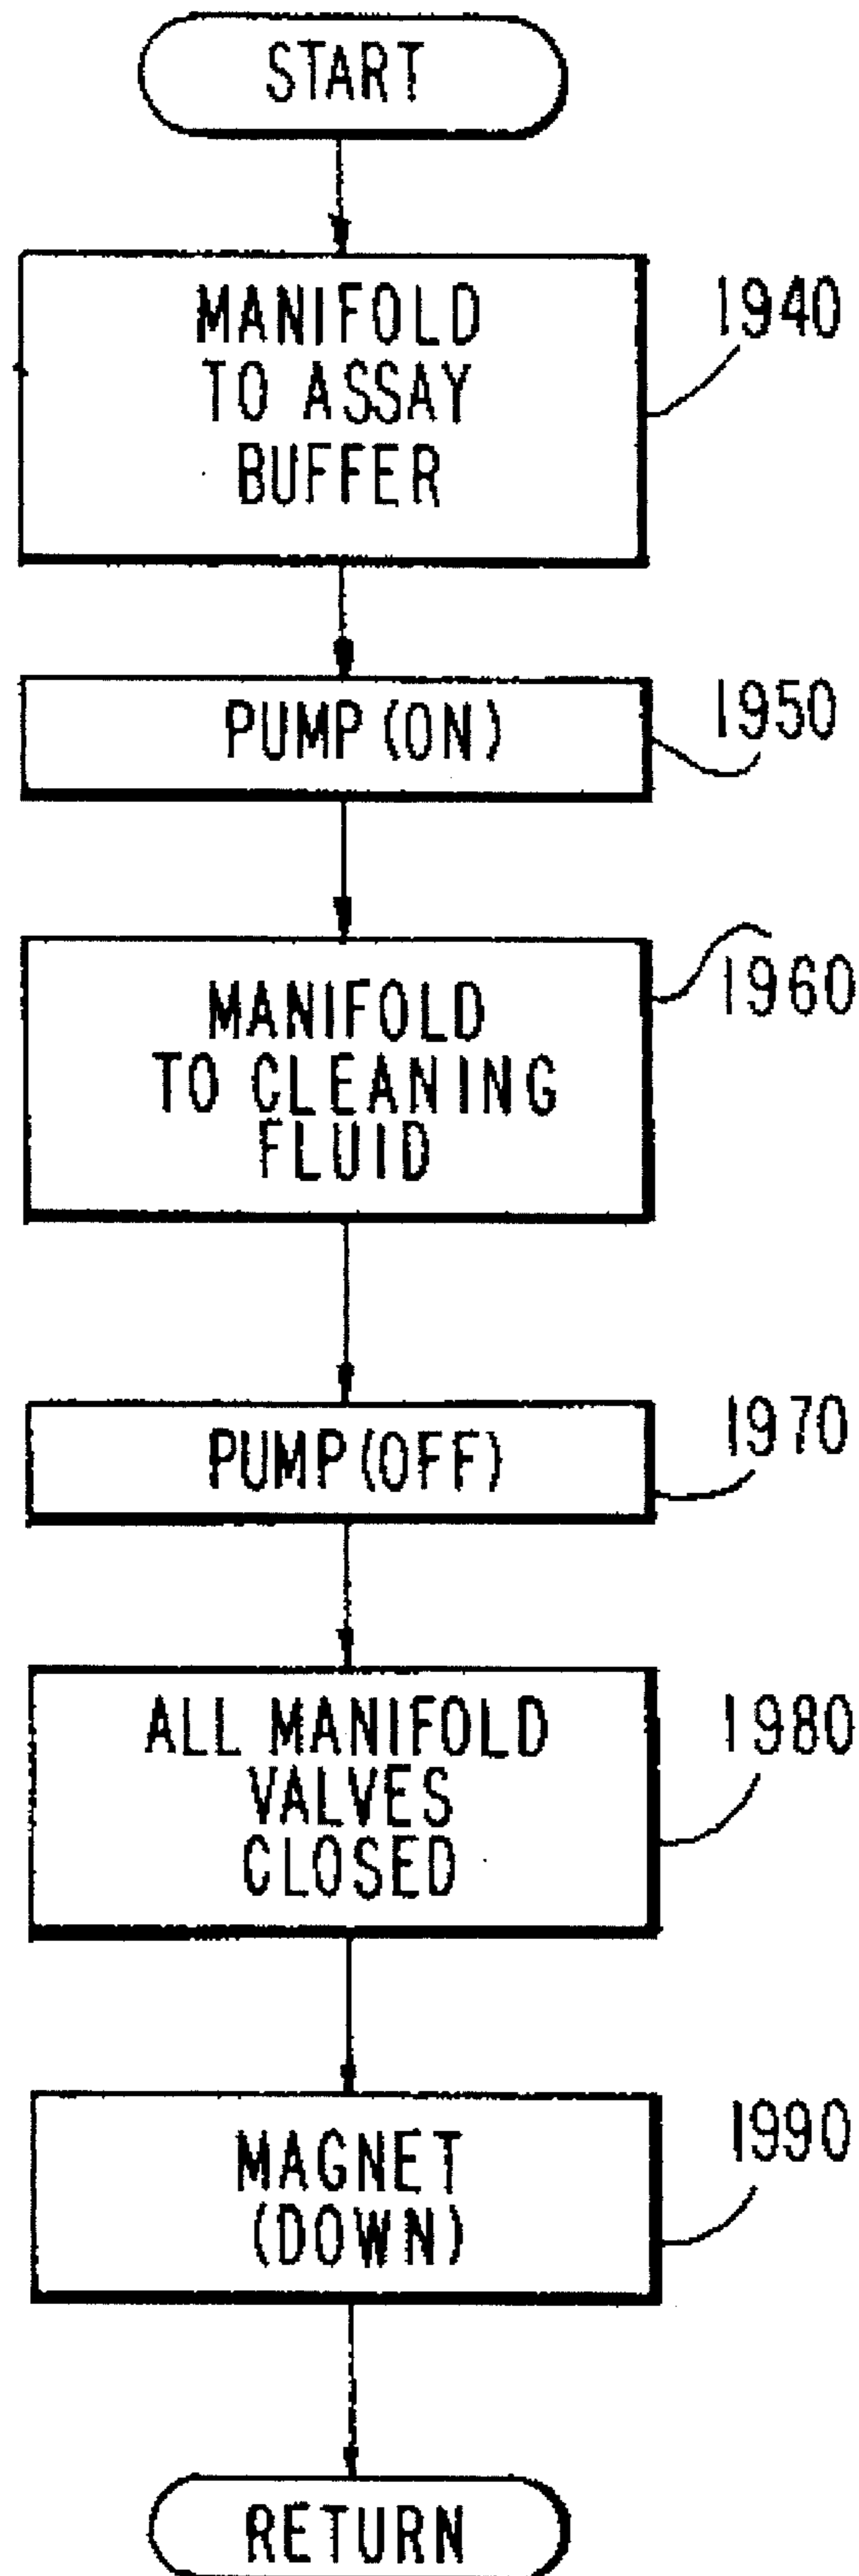 START
MANIFOLD
TO ASSAY
BUFFER
1940
PUMP (ON)
1950
MANIFOLD
TO CLEANING
FLUID
1960
PUMP (OFF)
1970
ALL MANIFOLD
VALVES
CLOSED
1980
MAGNET
(DOWN)
1990
RETURN